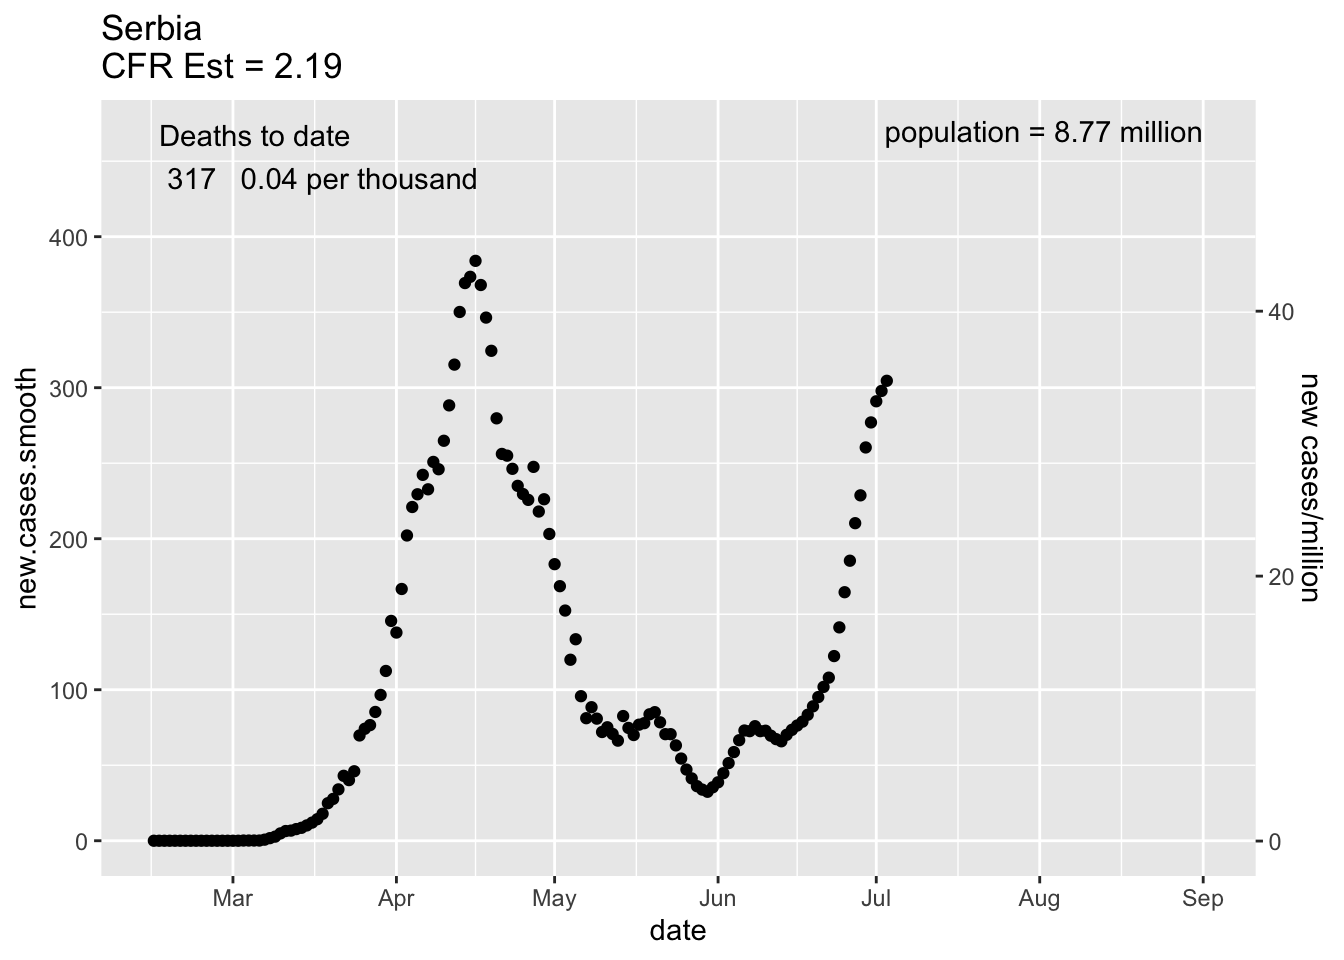 Serbia
CFR Est = 2.19
Deaths to date
317 0.04 per thousand
population = 8.77 million
400
300
200
100
0
new.cases.smooth
40
20
0
new cases/million
Mar Apr May Jun Jul Aug Sep
date